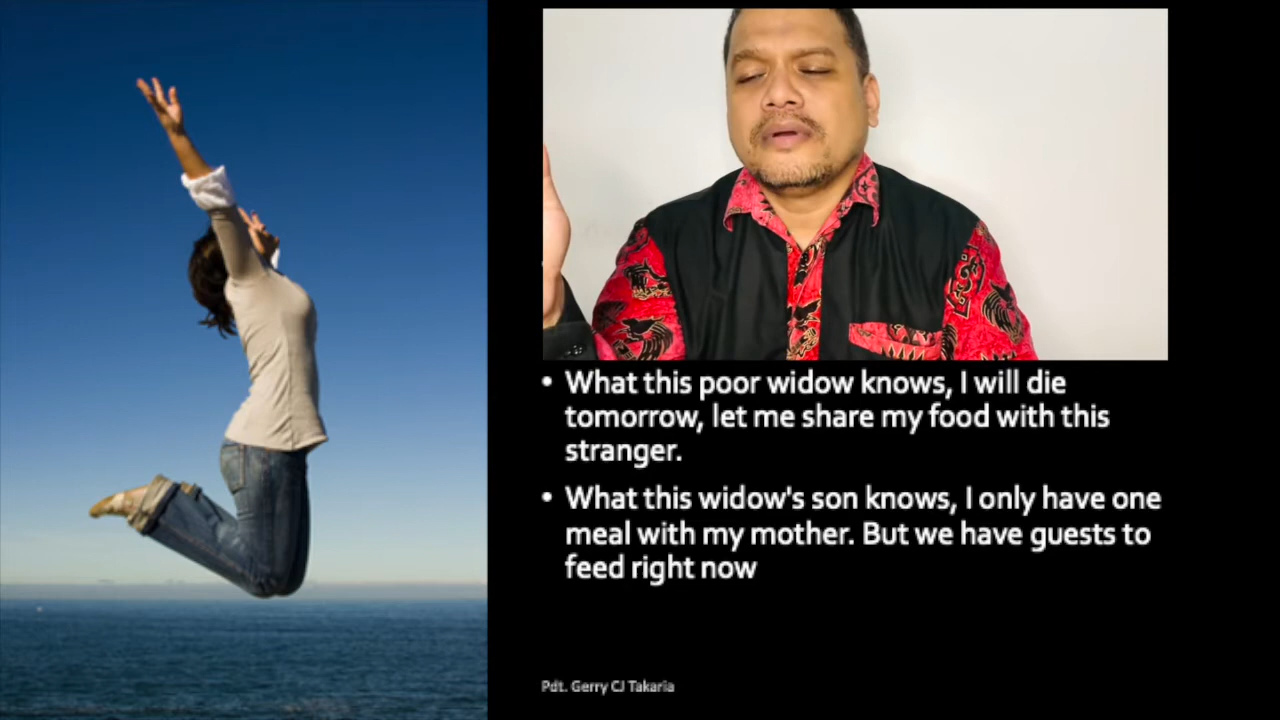 • What this poor widow knows, I will die
tomorrow, let me share my food with this
stranger.
• What this widow's son knows, I only have one
meal with my mother. But we have guests to
feed right now
Pdt. Gerry CJ Takaria